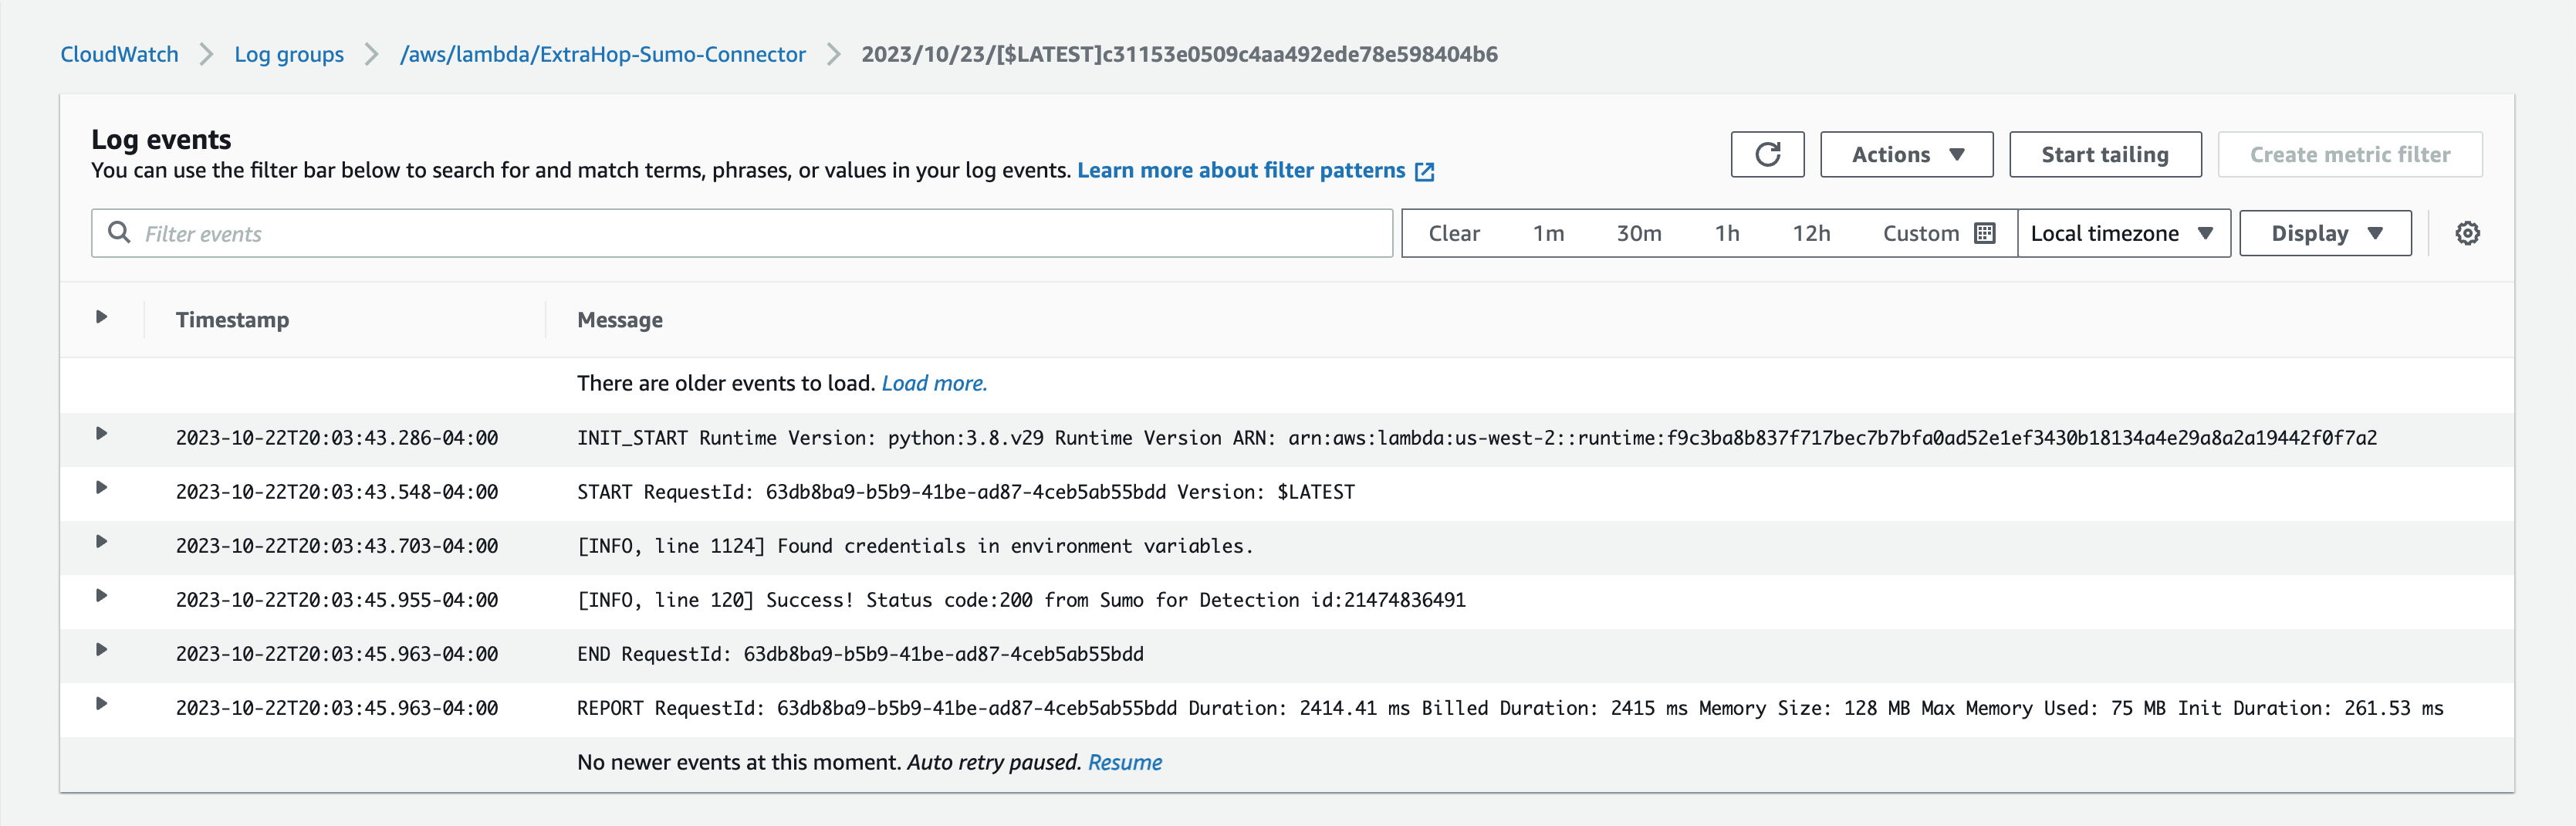 CloudWatch > Log groups > /aws/lambda/ExtraHop-Sumo-Connector > 2023/10/23/[$LATEST]c31153e0509c4aa492ede78e598404b6
Log events
You can use the filter bar below to search for and match terms, phrases, or values in your log events. Learn more about filter patterns
Actions Start tailing Create metric filter
Filter events
Clear 1m 30m 1h 12h Custom Local timezone Display
Timestamp Message
There are older events to load. Load more.
2023-10-22T20:03:43.286-04:00 INIT_START Runtime Version: python:3.8.v29 Runtime Version ARN: arn:aws:lambda:us-west-2::runtime:f9c3ba8b837f717bec7b7bfa0ad52e1ef3430b18134a4e29a8a2a19442f0f7a2
2023-10-22T20:03:43.548-04:00 START RequestId: 63db8ba9-b5b9-41be-ad87-4ceb5ab55bdd Version: $LATEST
2023-10-22T20:03:43.703-04:00 [INFO, line 1124] Found credentials in environment variables.
2023-10-22T20:03:45.955-04:00 [INFO, line 120] Success! Status code:200 from Sumo for Detection id:21474836491
2023-10-22T20:03:45.963-04:00 END RequestId: 63db8ba9-b5b9-41be-ad87-4ceb5ab55bdd
2023-10-22T20:03:45.963-04:00 REPORT RequestId: 63db8ba9-b5b9-41be-ad87-4ceb5ab55bdd Duration: 2414.41 ms Billed Duration: 2415 ms Memory Size: 128 MB Max Memory Used: 75 MB Init Duration: 261.53 ms
No newer events at this moment. Auto retry paused. Resume